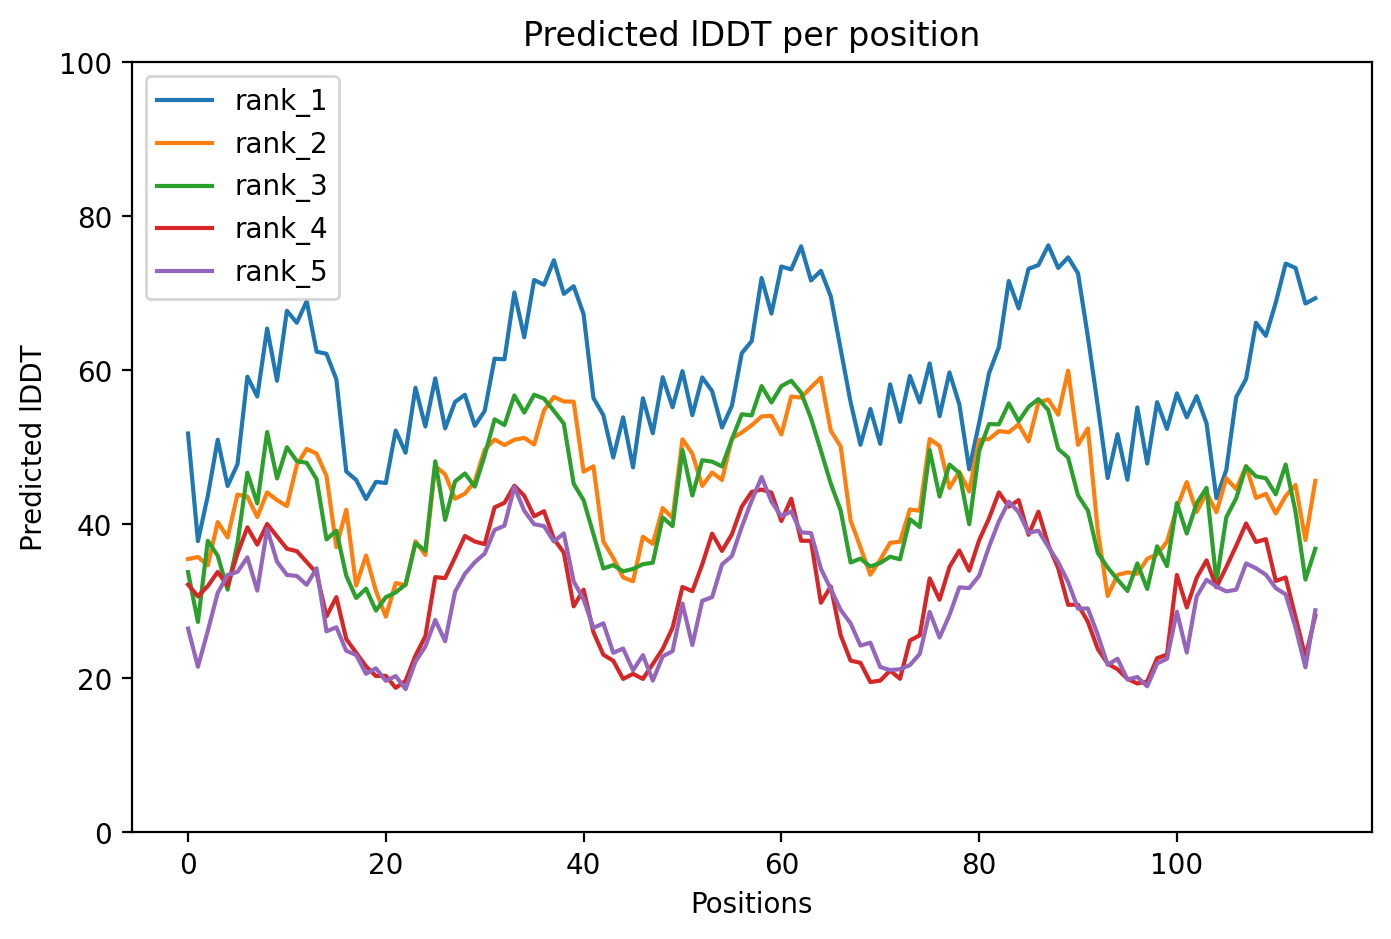 Predicted lDDT per position
100
80
60
40
20
0
Predicted lDDT
rank_1
rank_2
rank_3
rank_4
rank_5
0 20 40 60 80 100
Positions